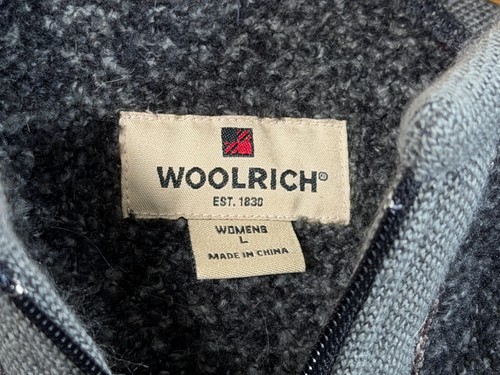 WOOLRICH®
EST. 1830
WOMENS
L
MADE IN CHINA